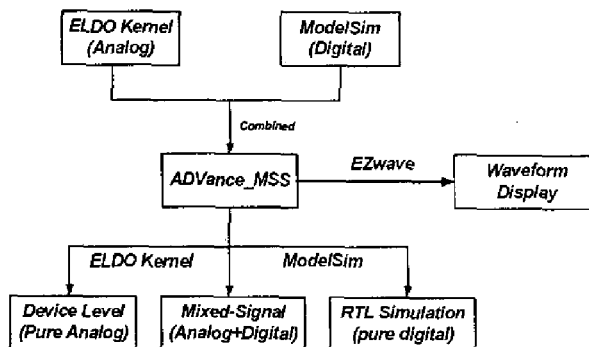 ELDO Kernel
(Analog)
ModelSim
(Digital)
Combined
ADVance_MSS
EZwave
Waveform
Display
ELDO Kernel
ModelSim
Device Level
(Pure Analog)
Mixed-Signal
(Analog+Digital)
RTL Simulation
(pure digital)